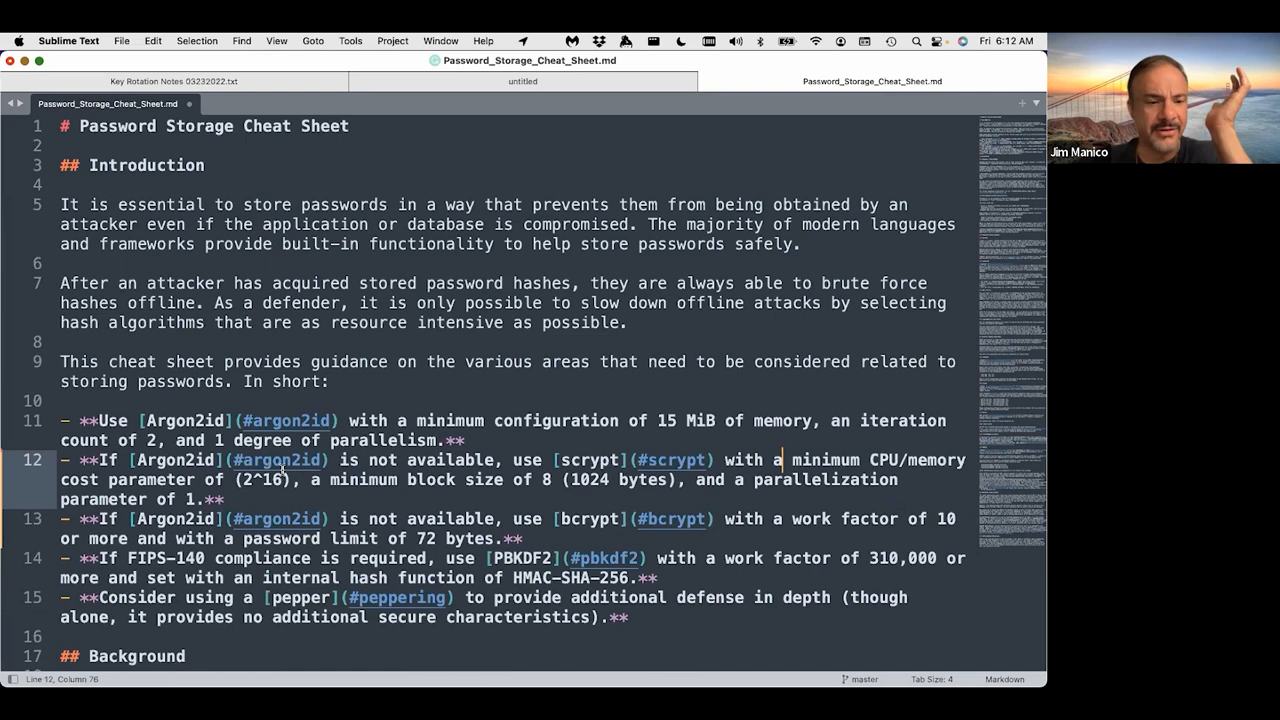 Sublime Text File Edit Selection Find View Goto Tools Project Window Help Fri 6:12 AM
Password_Storage_Cheat_Sheet.md
Key Rotation Notes 03232022.txt untitled Password_Storage_Cheat_Sheet.md
Password_Storage_Cheat_Sheet.md
1 # Password Storage Cheat Sheet
2
3 ## Introduction
4
5 It is essential to store passwords in a way that prevents them from being obtained by an
attacker even if the application or database is compromised. The majority of modern languages
and frameworks provide built-in functionality to help store passwords safely.
6
7 After an attacker has acquired stored password hashes, they are always able to brute force
hashes offline. As a defender, it is only possible to slow down offline attacks by selecting
hash algorithms that are as resource intensive as possible.
8
9 This cheat sheet provides guidance on the various areas that need to be considered related to
storing passwords. In short:
10
11 - **Use [Argon2id](#argon2id) with a minimum configuration of 15 MiB of memory, an iteration
count of 2, and 1 degree of parallelism.**
12 - **If [Argon2id](#argon2id) is not available, use [scrypt](#scrypt) with a minimum CPU/memory
cost parameter of (2^16), a minimum block size of 8 (1024 bytes), and a parallelization
parameter of 1.**
13 - **If [Argon2id](#argon2id) is not available, use [bcrypt](#bcrypt) with a work factor of 10
or more and with a password limit of 72 bytes.**
14 - **If FIPS-140 compliance is required, use [PBKDF2](#pbkdf2) with a work factor of 310,000 or
more and set with an internal hash function of HMAC-SHA-256.**
15 - **Consider using a [pepper](#peppering) to provide additional defense in depth (though
alone, it provides no additional secure characteristics).**
16
17 ## Background
Line 12, Column 76 master Tab Size: 4 Markdown
Jim Manico